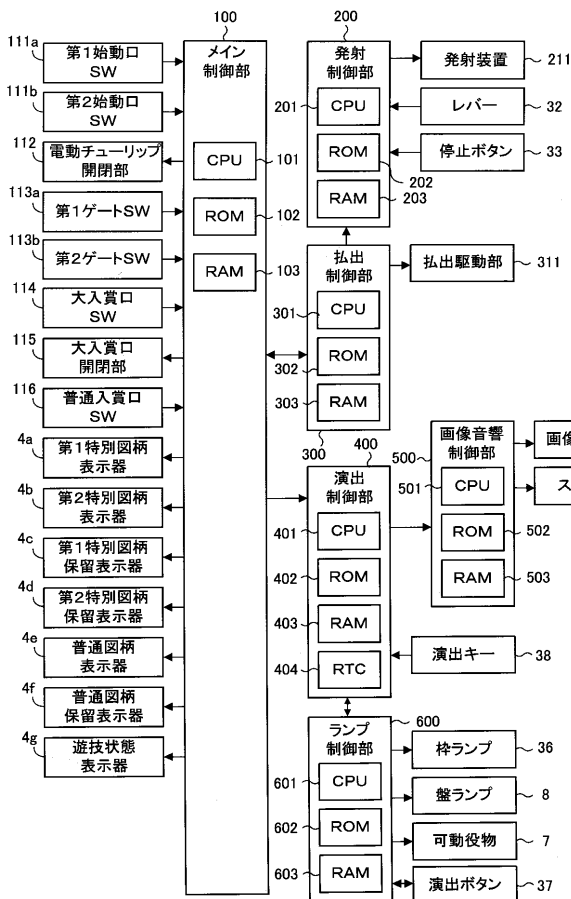 100
メイン
制御部
CPU
101
ROM
102
RAM
103
111a
第1始動口
SW
111b
第2始動口
SW
112
電動チューリップ
開閉部
113a
第1ゲートSW
113b
第2ゲートSW
114
大入賞口
SW
115
大入賞口
開閉部
116
普通入賞口
SW
4a
第1特別図柄
表示器
4b
第2特別図柄
表示器
4c
第1特別図柄
保留表示器
4d
第2特別図柄
保留表示器
4e
普通図柄
表示器
4f
普通図柄
保留表示器
4g
遊技状態
表示器
200
発射
制御部
201
CPU
ROM
202
RAM
203
発射装置
211
レバー
32
停止ボタン
33
払出制御部
301
CPU
302
ROM
303
RAM
300
払出駆動部
311
400
演出
制御部
401
CPU
402
ROM
403
RAM
404
RTC
500
画像音響
制御部
501
CPU
ROM
502
RAM
503
画像
ス
演出キー
38
600
ランプ
制御部
601
CPU
602
ROM
603
RAM
枠ランプ
36
盤ランプ
8
可動役物
7
演出ボタン
37